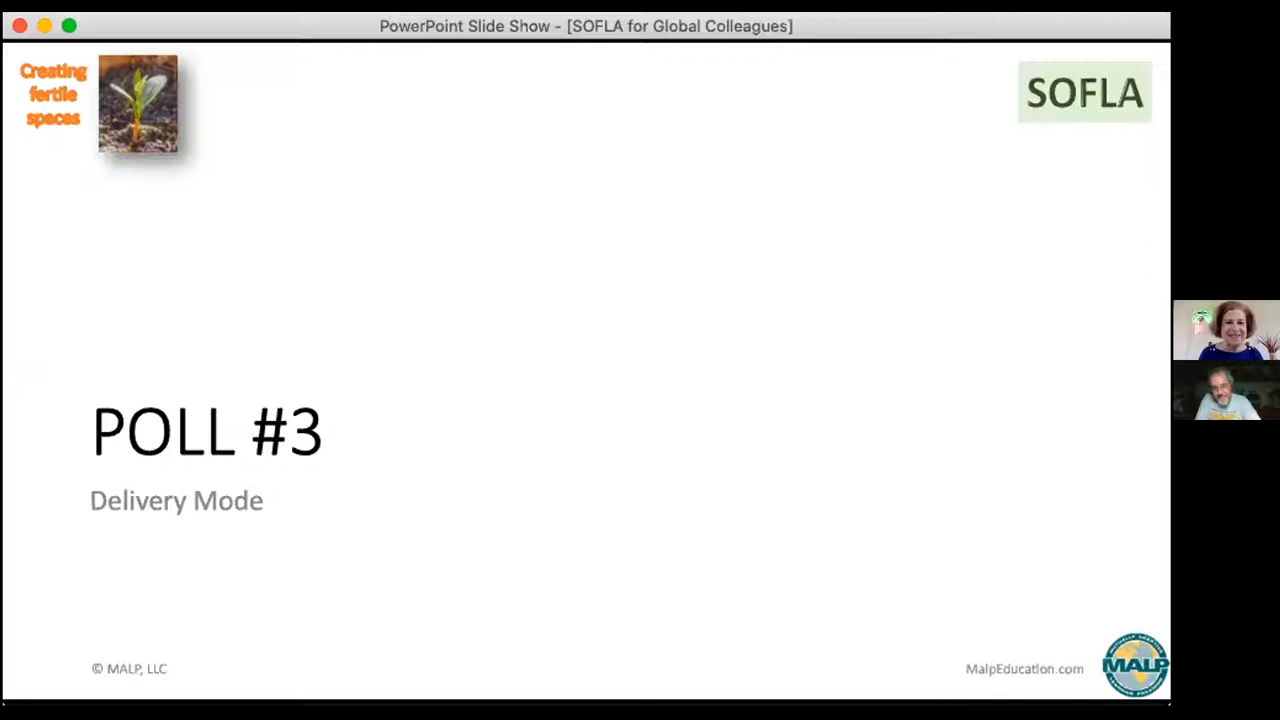 PowerPoint Slide Show - [SOFLA for Global Colleagues]
Creating
fertile
spaces
SOFLA
POLL #3
Delivery Mode
© MALP, LLC
MalpEducation.com
MALP